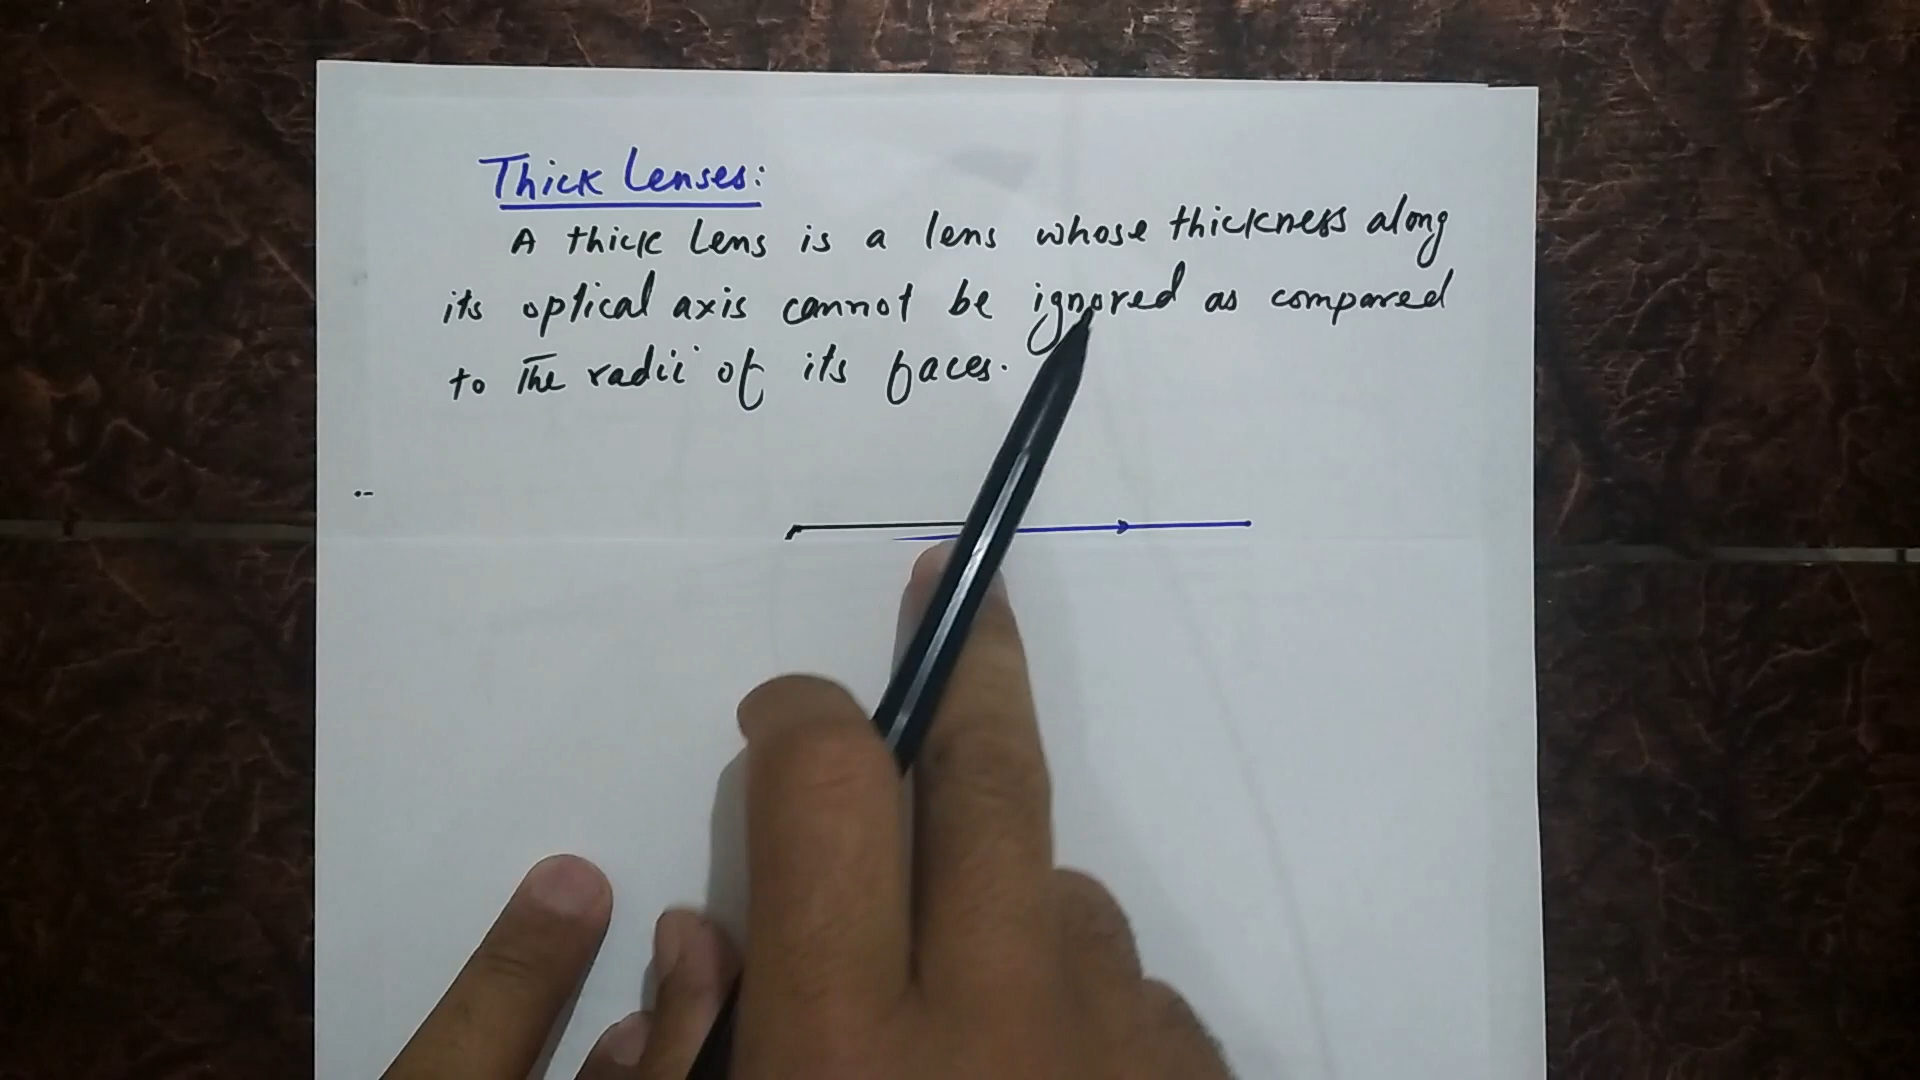 Thick Lenses:
A thick Lens is a lens whose thickness along
its optical axis cannot be ignored as compared
to The radii of its faces.